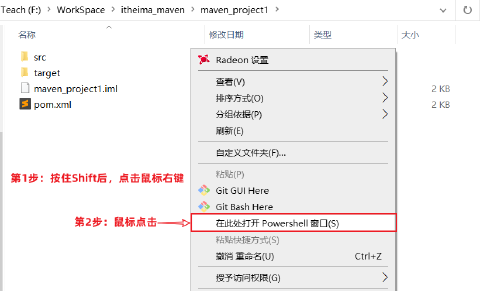 Teach (F:) > WorkSpace > itheima_maven > maven_project1 >
名称 修改日期 类型 大小
src
target
maven_project1.iml 2 KB
pom.xml 2 KB
Radeon 设置
查看(V)
排序方式(O)
分组依据(P)
刷新(E)
自定义文件夹(F)...
粘贴(P)
第1步：按住Shift后，点击鼠标右键
Git GUI Here
Git Bash Here
第2步：鼠标点击
在此处打开 Powershell 窗口(S)
粘贴快捷方式(S)
撤消 重命名(U) Ctrl+Z
授予访问权限(G)